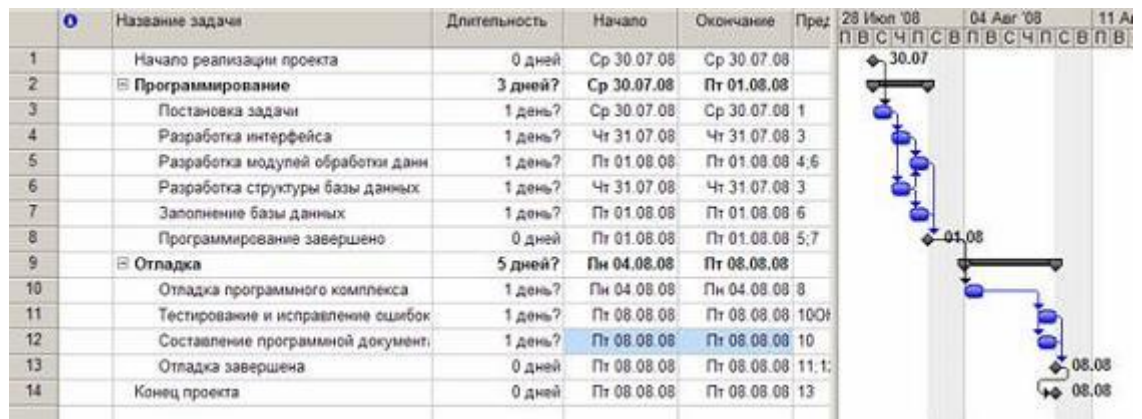 Название задачи Длительность Начало Окончание Пред 28 Июл '08 04 Авг '08 11 А
П В С Ч П С В П В С Ч П С В П В
1 Начало реализации проекта 0 дней Ср 30.07.08 Ср 30.07.08 30.07
2 Программирование 3 дней? Ср 30.07.08 Пт 01.08.08
3 Постановка задачи 1 день? Ср 30.07.08 Ср 30.07.08 1
4 Разработка интерфейса 1 день? Чт 31.07.08 Чт 31.07.08 3
5 Разработка модулей обработки данн 1 день? Пт 01.08.08 Пт 01.08.08 4;6
6 Разработка структуры базы данных 1 день? Чт 31.07.08 Чт 31.07.08 3
7 Заполнение базы данных 1 день? Пт 01.08.08 Пт 01.08.08 6
8 Программирование завершено 0 дней Пт 01.08.08 Пт 01.08.08 5;7 01.08
9 Отладка 5 дней? Пн 04.08.08 Пт 08.08.08
10 Отладка программного комплекса 1 день? Пн 04.08.08 Пн 04.08.08 8
11 Тестирование и исправление ошибок 1 день? Пт 08.08.08 Пт 08.08.08 10ОН
12 Составление программной документа 1 день? Пт 08.08.08 Пт 08.08.08 10
13 Отладка завершена 0 дней Пт 08.08.08 Пт 08.08.08 11;1 08.08
14 Конец проекта 0 дней Пт 08.08.08 Пт 08.08.08 13 08.08